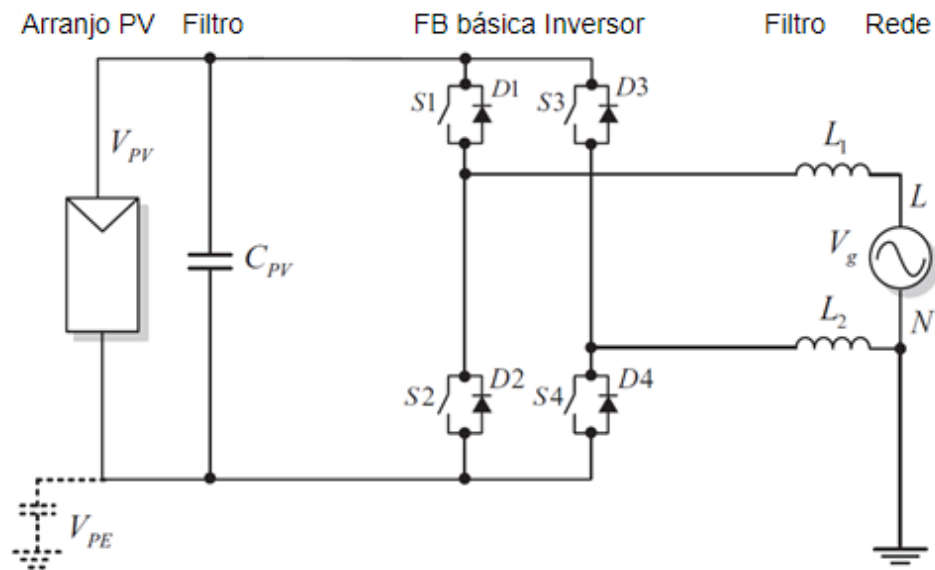 Arranjo PV Filtro FB básica Inversor Filtro Rede
S1 D1 S3 D3
V_PV
L_1
L
C_PV
V_g
L_2
N
S2 D2 S4 D4
V_PE